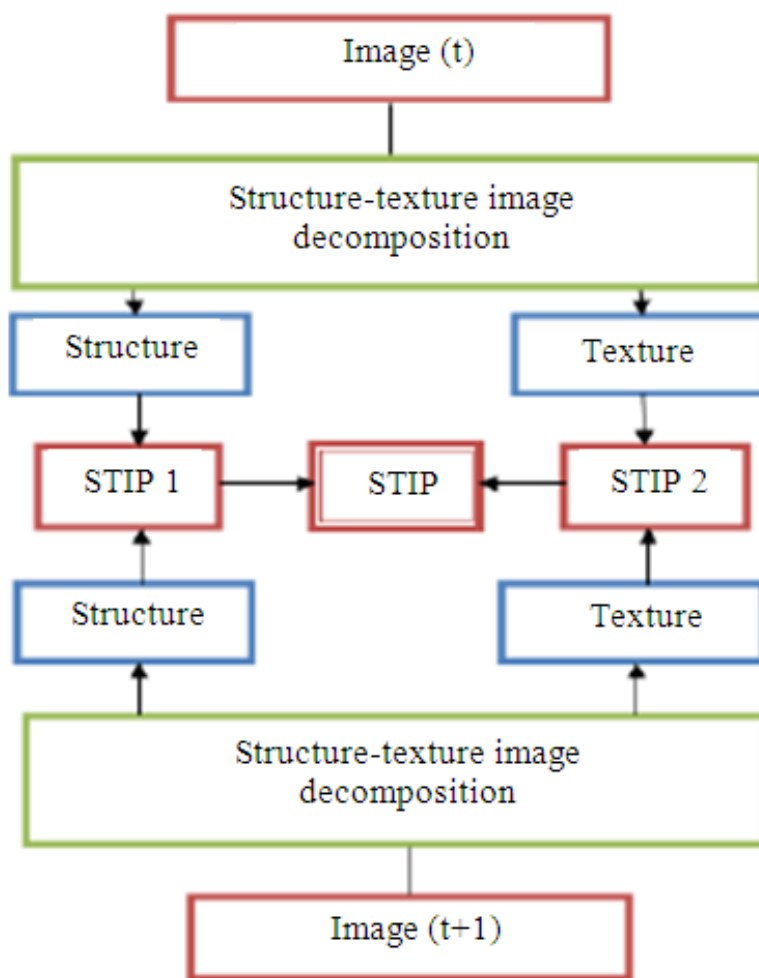 Image (t)
Structure-texture image
decomposition
Structure
Texture
STIP 1
STIP
STIP 2
Structure
Texture
Structure-texture image
decomposition
Image (t+1)